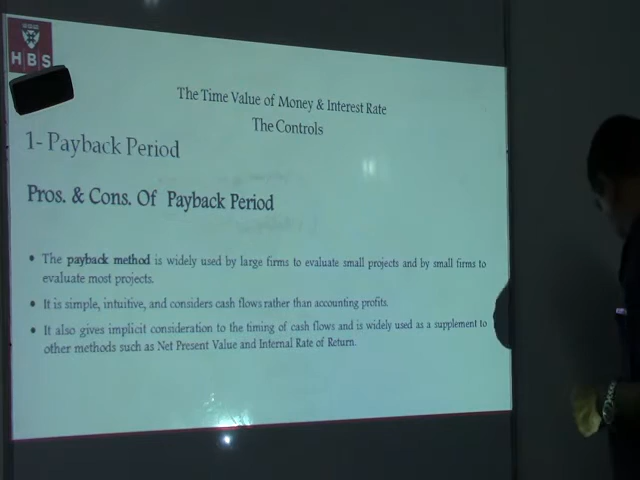 HBS
The Time Value of Money & Interest Rate
The Controls
1- Payback Period
Pros. & Cons. Of Payback Period
• The payback method is widely used by large firms to evaluate small projects and by small firms to
evaluate most projects.
• It is simple, intuitive, and considers cash flows rather than accounting profits.
• It also gives implicit consideration to the timing of cash flows and is widely used as a supplement to
other methods such as Net Present Value and Internal Rate of Return.